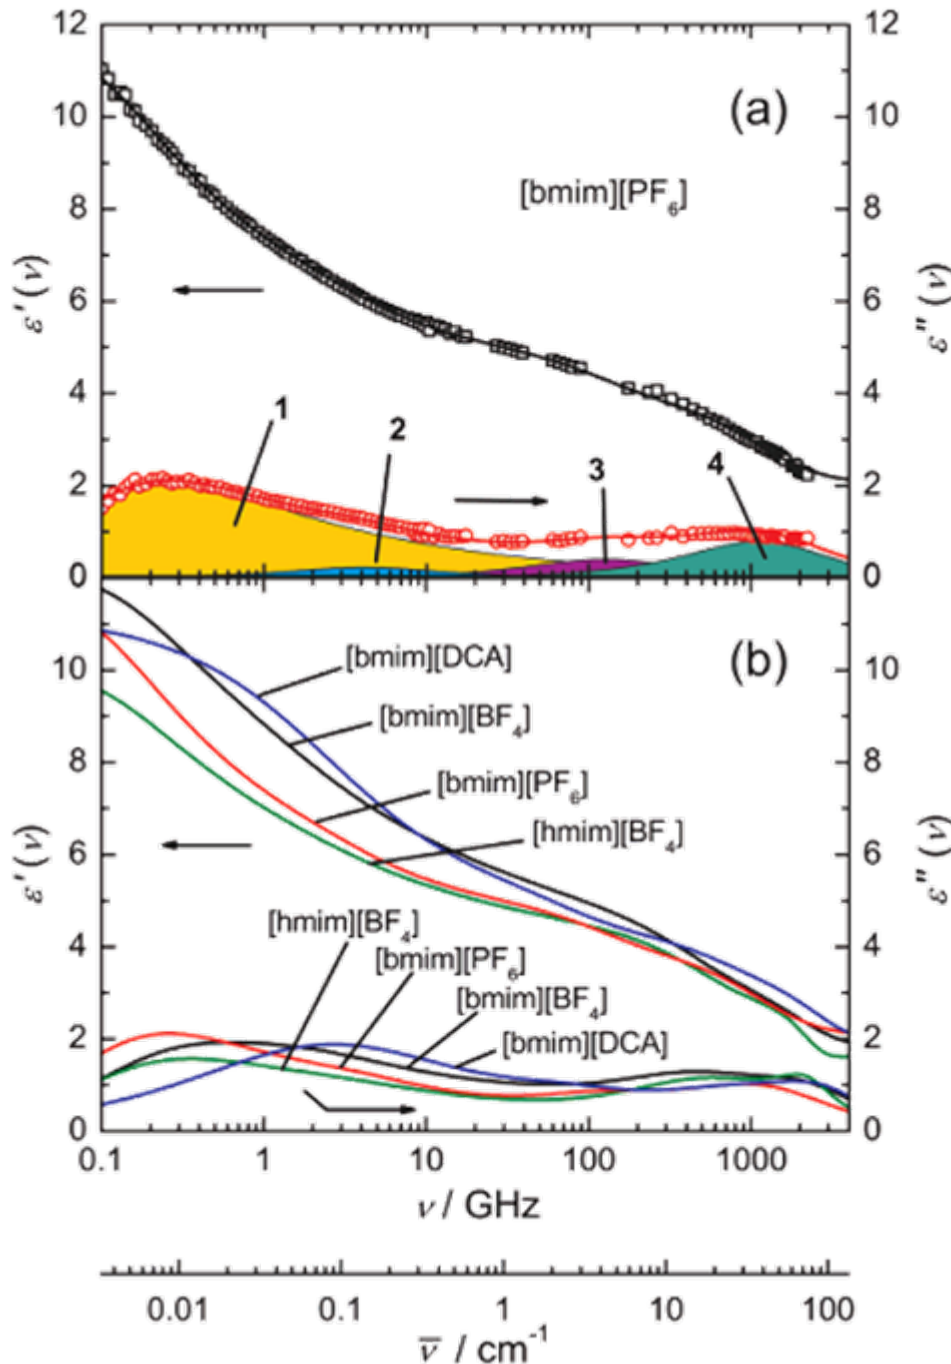 12
12
(a)
10
10
[bmim][PF₆]
8
8
ε′(ν)
ε″(ν)
6
6
4
4
1
2
3
4
2
2
0
0
(b)
[bmim][DCA]
10
10
[bmim][BF₄]
8
8
[bmim][PF₆]
[hmim][BF₄]
ε′(ν)
ε″(ν)
6
6
[hmim][BF₄]
[bmim][PF₆]
4
4
[bmim][BF₄]
[bmim][DCA]
2
2
0
0
0.1 1 10 100 1000
ν / GHz
0.01 0.1 1 10 100
ν̅ / cm⁻¹